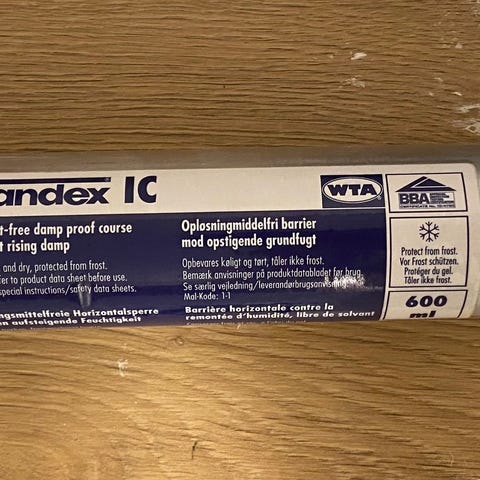 andex IC
WTA
BBA
t-free damp proof course
t rising damp
and dry, protected from frost.
er to product data sheet before use.
special instructions/safety data sheets.
ngsmittelfreie Horizontalsperre
en aufsteigende Feuchtigkeit
Opløsningmiddelfri barrier
mod opstigende grundfugt
Opbevares køligt og tørt, tåler ikke frost.
Bemærk anvisninger på produktdatabladet før brug.
Se særlig vejledning/leverandørbrugsanvisning
Mal-Kode: 1-1
Barrière horizontale contre la
remontée d'humidité, libre de solvant
Protect from frost.
Vor Frost schützen.
Protéger du gel.
Tåler ikke frost.
600
ml